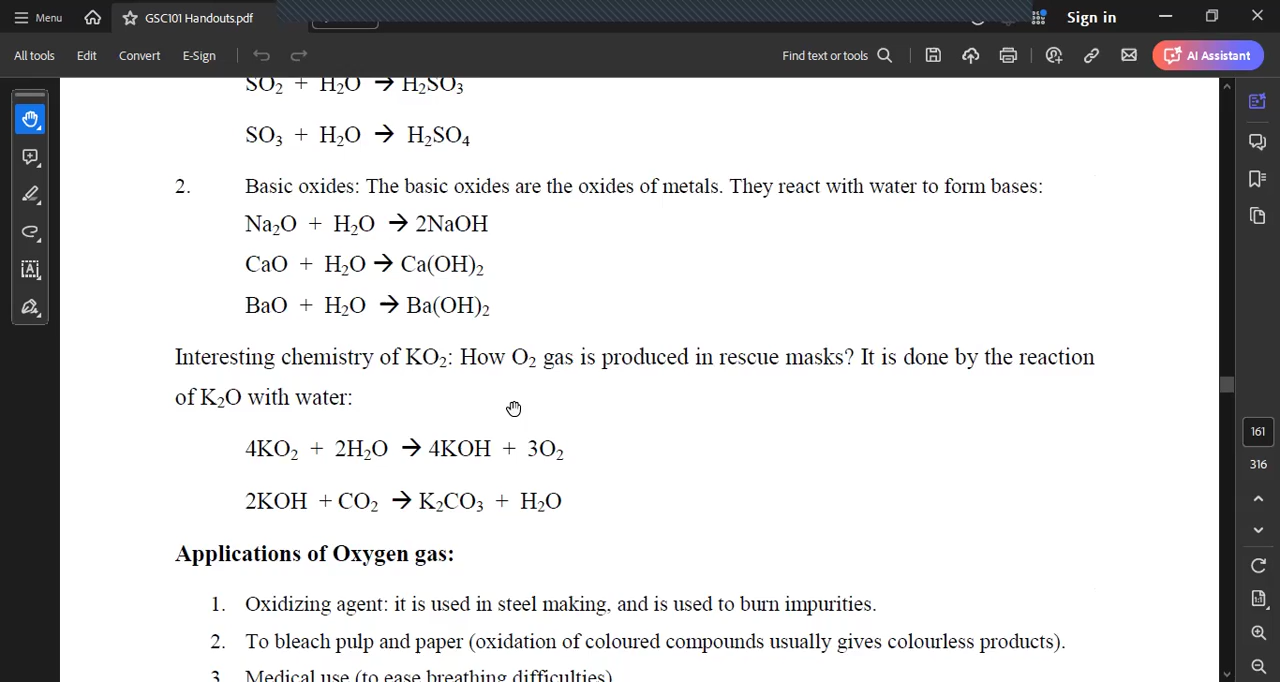 Menu
GSC101 Handouts.pdf
Sign in
All tools
Edit
Convert
E-Sign
Find text or tools
AI Assistant
SO₂ + H₂O → H₂SO₃
SO₃ + H₂O → H₂SO₄
2. Basic oxides: The basic oxides are the oxides of metals. They react with water to form bases:
Na₂O + H₂O → 2NaOH
CaO + H₂O → Ca(OH)₂
BaO + H₂O → Ba(OH)₂
Interesting chemistry of KO₂: How O₂ gas is produced in rescue masks? It is done by the reaction
of K₂O with water:
4KO₂ + 2H₂O → 4KOH + 3O₂
2KOH + CO₂ → K₂CO₃ + H₂O
Applications of Oxygen gas:
1. Oxidizing agent: it is used in steel making, and is used to burn impurities.
2. To bleach pulp and paper (oxidation of coloured compounds usually gives colourless products).
3. Medical use (to ease breathing difficulties)
161
316